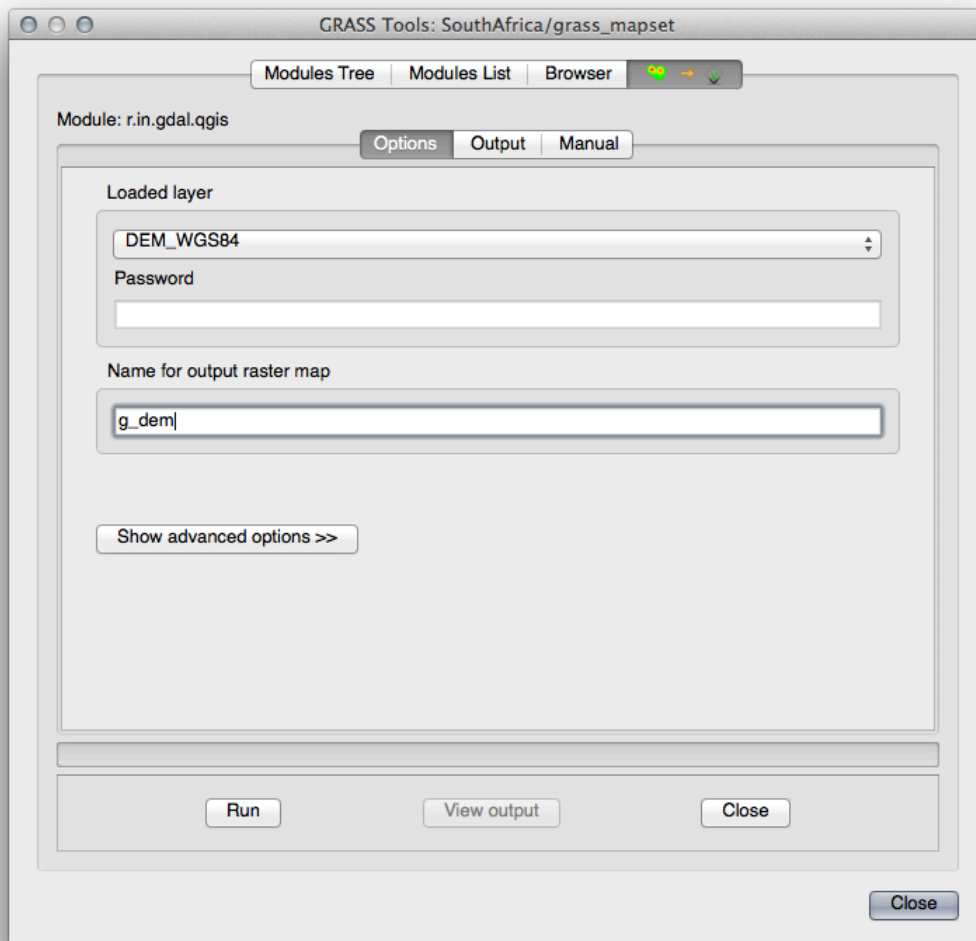 GRASS Tools: SouthAfrica/grass_mapset
Modules Tree Modules List Browser
Module: r.in.gdal.qgis
Options Output Manual
Loaded layer
DEM_WGS84
Password
Name for output raster map
g_dem
Show advanced options >>
Run View output Close
Close